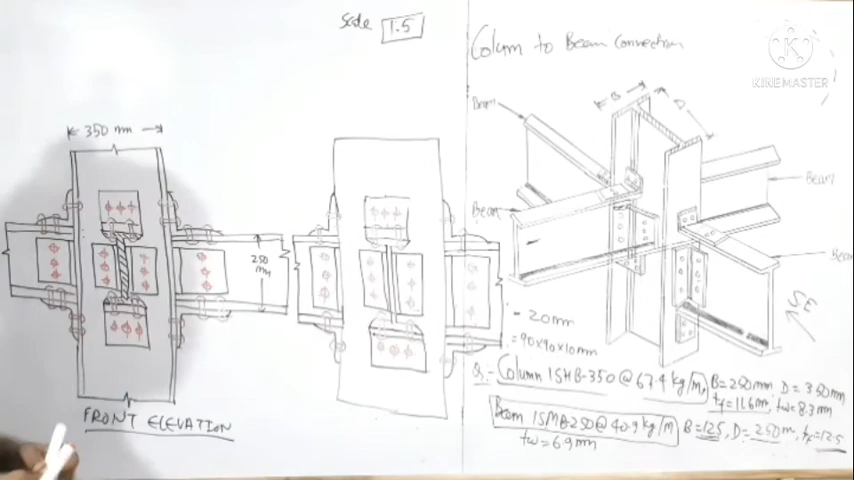 Scale 1.5
Column to Beam Connection
KINEMASTER
Beam
B
D
350 mm
Beam
Beam
Beam
250 mm
SE
= 20mm
= 90x90x10mm
Q:- Column ISHB-350 @ 67.4 kg/m, B=250mm D=350mm
tf=11.6mm, tw=8.3mm
Beam ISMB-250 @ 40.9 kg/m B=125, D=250m, tf=12.5
tw=6.9mm
FRONT ELEVATION